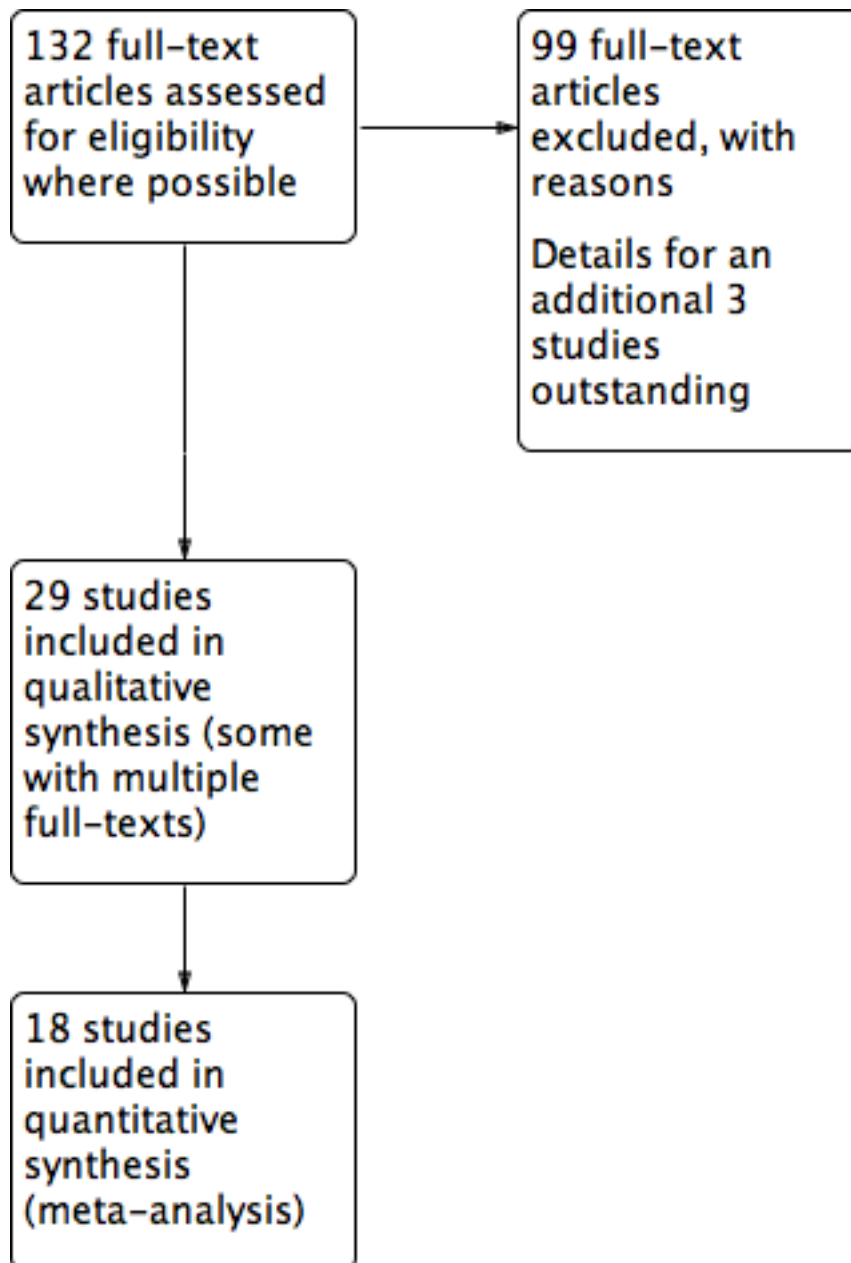 132 full-text
articles assessed
for eligibility
where possible
99 full-text
articles
excluded, with
reasons
Details for an
additional 3
studies
outstanding
29 studies
included in
qualitative
synthesis (some
with multiple
full-texts)
18 studies
included in
quantitative
synthesis
(meta-analysis)